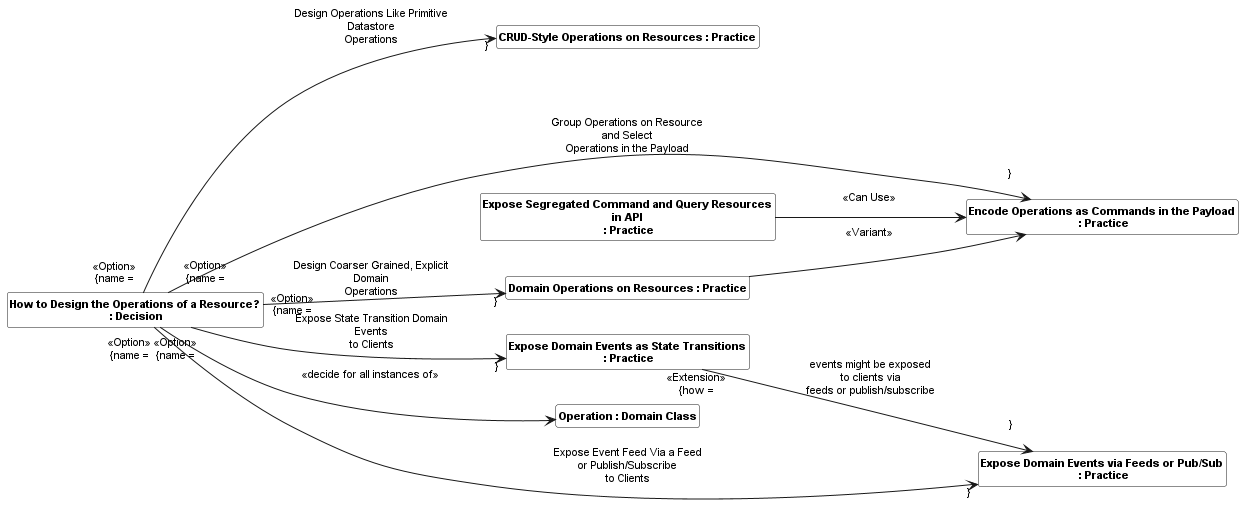 Design Operations Like Primitive
Datastore
Operations
}
CRUD-Style Operations on Resources : Practice
Group Operations on Resource
and Select
Operations in the Payload
}
Expose Segregated Command and Query Resources
in API
: Practice
«Can Use»
Encode Operations as Commands in the Payload
: Practice
«Variant»
«Option»
{name =
«Option»
{name =
Design Coarser Grained, Explicit
Domain
Operations
«Option»
{name =
}
Domain Operations on Resources : Practice
How to Design the Operations of a Resource?
: Decision
Expose State Transition Domain
Events
to Clients
}
Expose Domain Events as State Transitions
: Practice
«Option»
{name =
«Option»
{name =
«decide for all instances of»
«Extension»
{how =
events might be exposed
to clients via
feeds or publish/subscribe
}
Operation : Domain Class
Expose Event Feed Via a Feed
or Publish/Subscribe
to Clients
}
Expose Domain Events via Feeds or Pub/Sub
: Practice